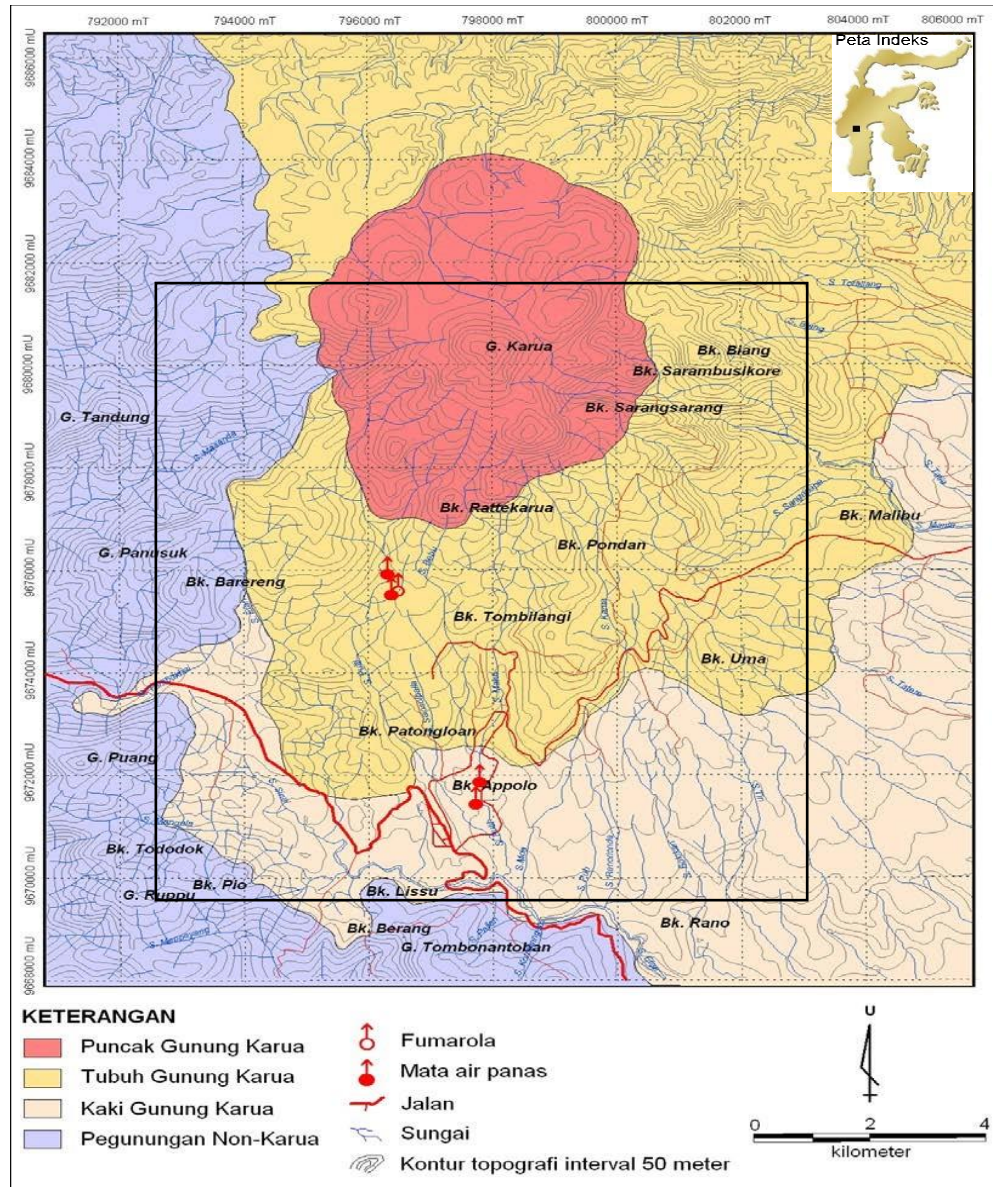 792000 mT
794000 mT
796000 mT
798000 mT
800000 mT
802000 mT
804000 mT
806000 mT
Peta Indeks
9686000 mU
9684000 mU
9682000 mU
9680000 mU
9678000 mU
9676000 mU
9674000 mU
9672000 mU
9670000 mU
9668000 mU
G. Karua
Bk. Biang
Bk. Sarambusikore
G. Tandung
Bk. Sarangsarang
Bk. Rattekarua
Bk. Malibu
G. Panusuk
Bk. Pondan
Bk. Barereng
Bk. Tombilangi
S. Karua
Bk. Uma
Bk. Patongloan
G. Puang
Bk. Appolo
Bk. Tododok
Bk. Pio
G. Ruppu
Bk. Lissu
Bk. Berang
Bk. Rano
G. Tombonantoban
KETERANGAN
Puncak Gunung Karua
Tubuh Gunung Karua
Kaki Gunung Karua
Pegunungan Non-Karua
Fumarola
Mata air panas
Jalan
Sungai
Kontur topografi interval 50 meter
U
0 2 4
kilometer